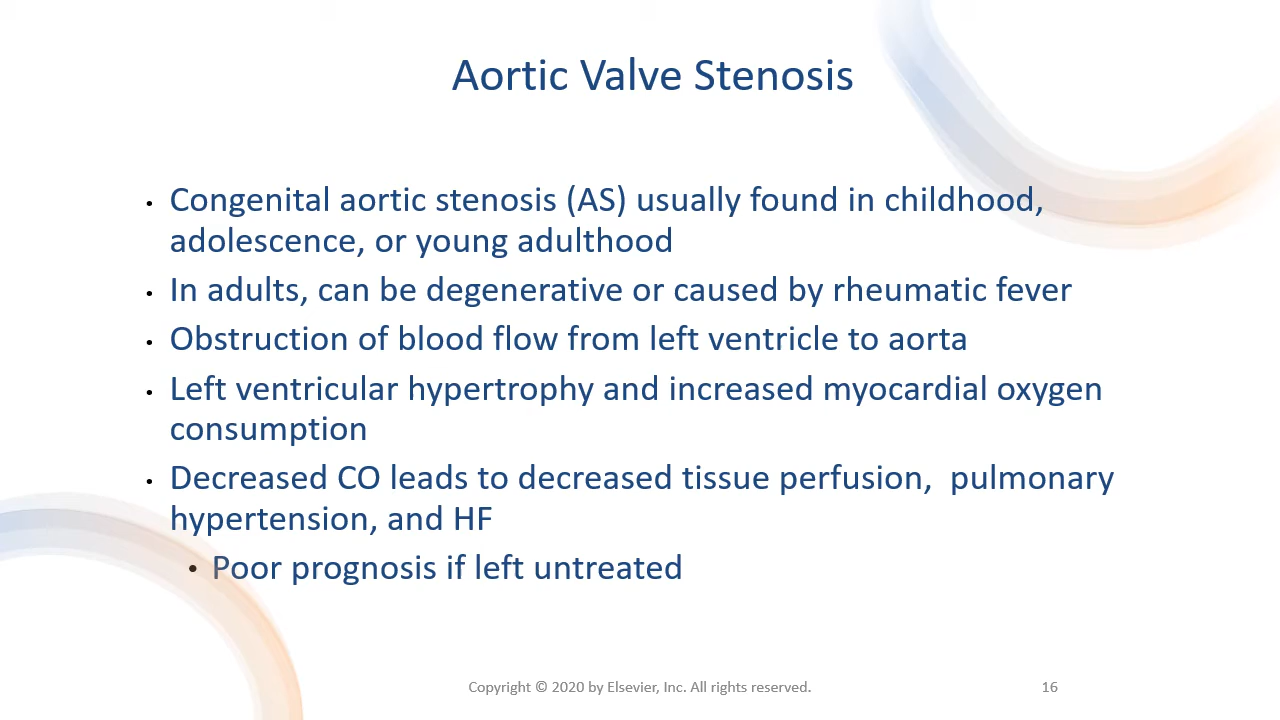 Aortic Valve Stenosis
• Congenital aortic stenosis (AS) usually found in childhood,
adolescence, or young adulthood
• In adults, can be degenerative or caused by rheumatic fever
• Obstruction of blood flow from left ventricle to aorta
• Left ventricular hypertrophy and increased myocardial oxygen
consumption
• Decreased CO leads to decreased tissue perfusion,  pulmonary
hypertension, and HF
• Poor prognosis if left untreated
Copyright © 2020 by Elsevier, Inc. All rights reserved.
16